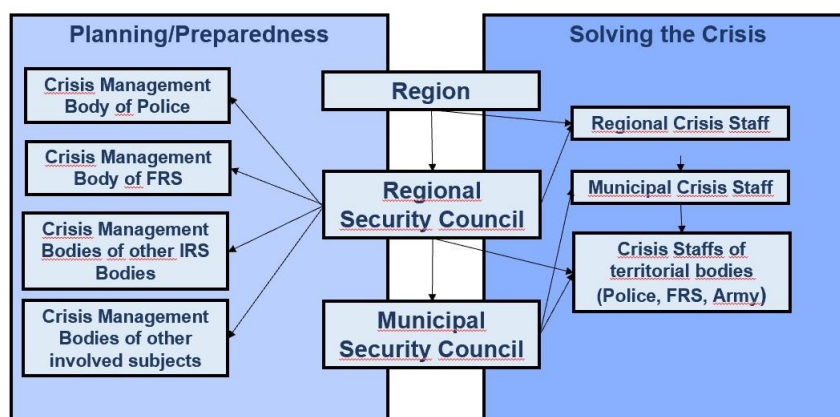 Planning/Preparedness
Crisis Management
Body of Police
Crisis Management
Body of FRS
Crisis Management
Bodies of other IRS
Bodies
Crisis Management
Bodies of other
involved subjects
Region
Regional
Security Council
Municipal
Security Council
Solving the Crisis
Regional Crisis Staff
Municipal Crisis Staff
Crisis Staffs of
territorial bodies
(Police, FRS, Army)